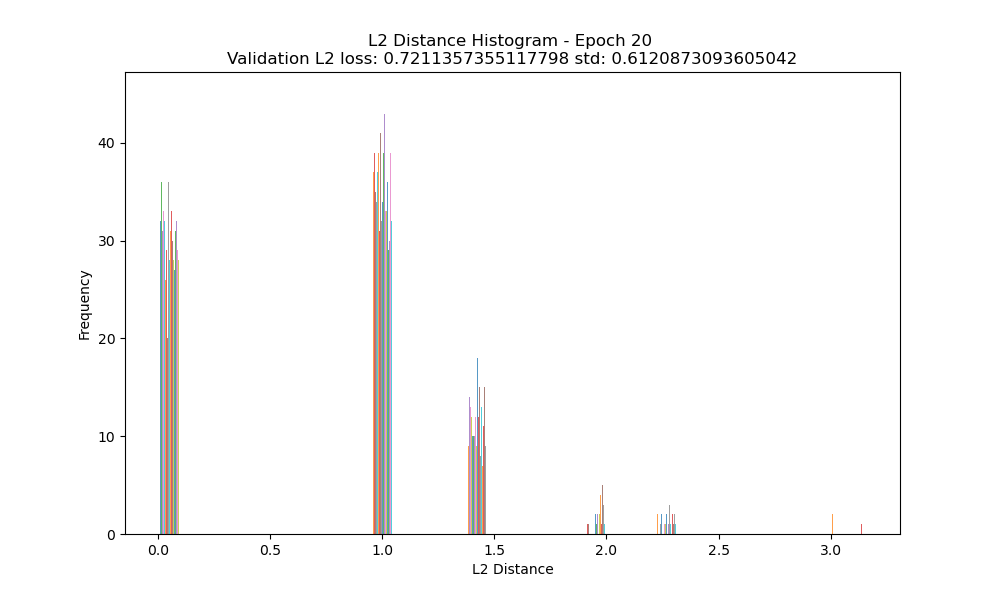 L2 Distance Histogram - Epoch 20
Validation L2 loss: 0.7211357355117798 std: 0.6120873093605042
Frequency
40
30
20
10
0
0.0 0.5 1.0 1.5 2.0 2.5 3.0
L2 Distance